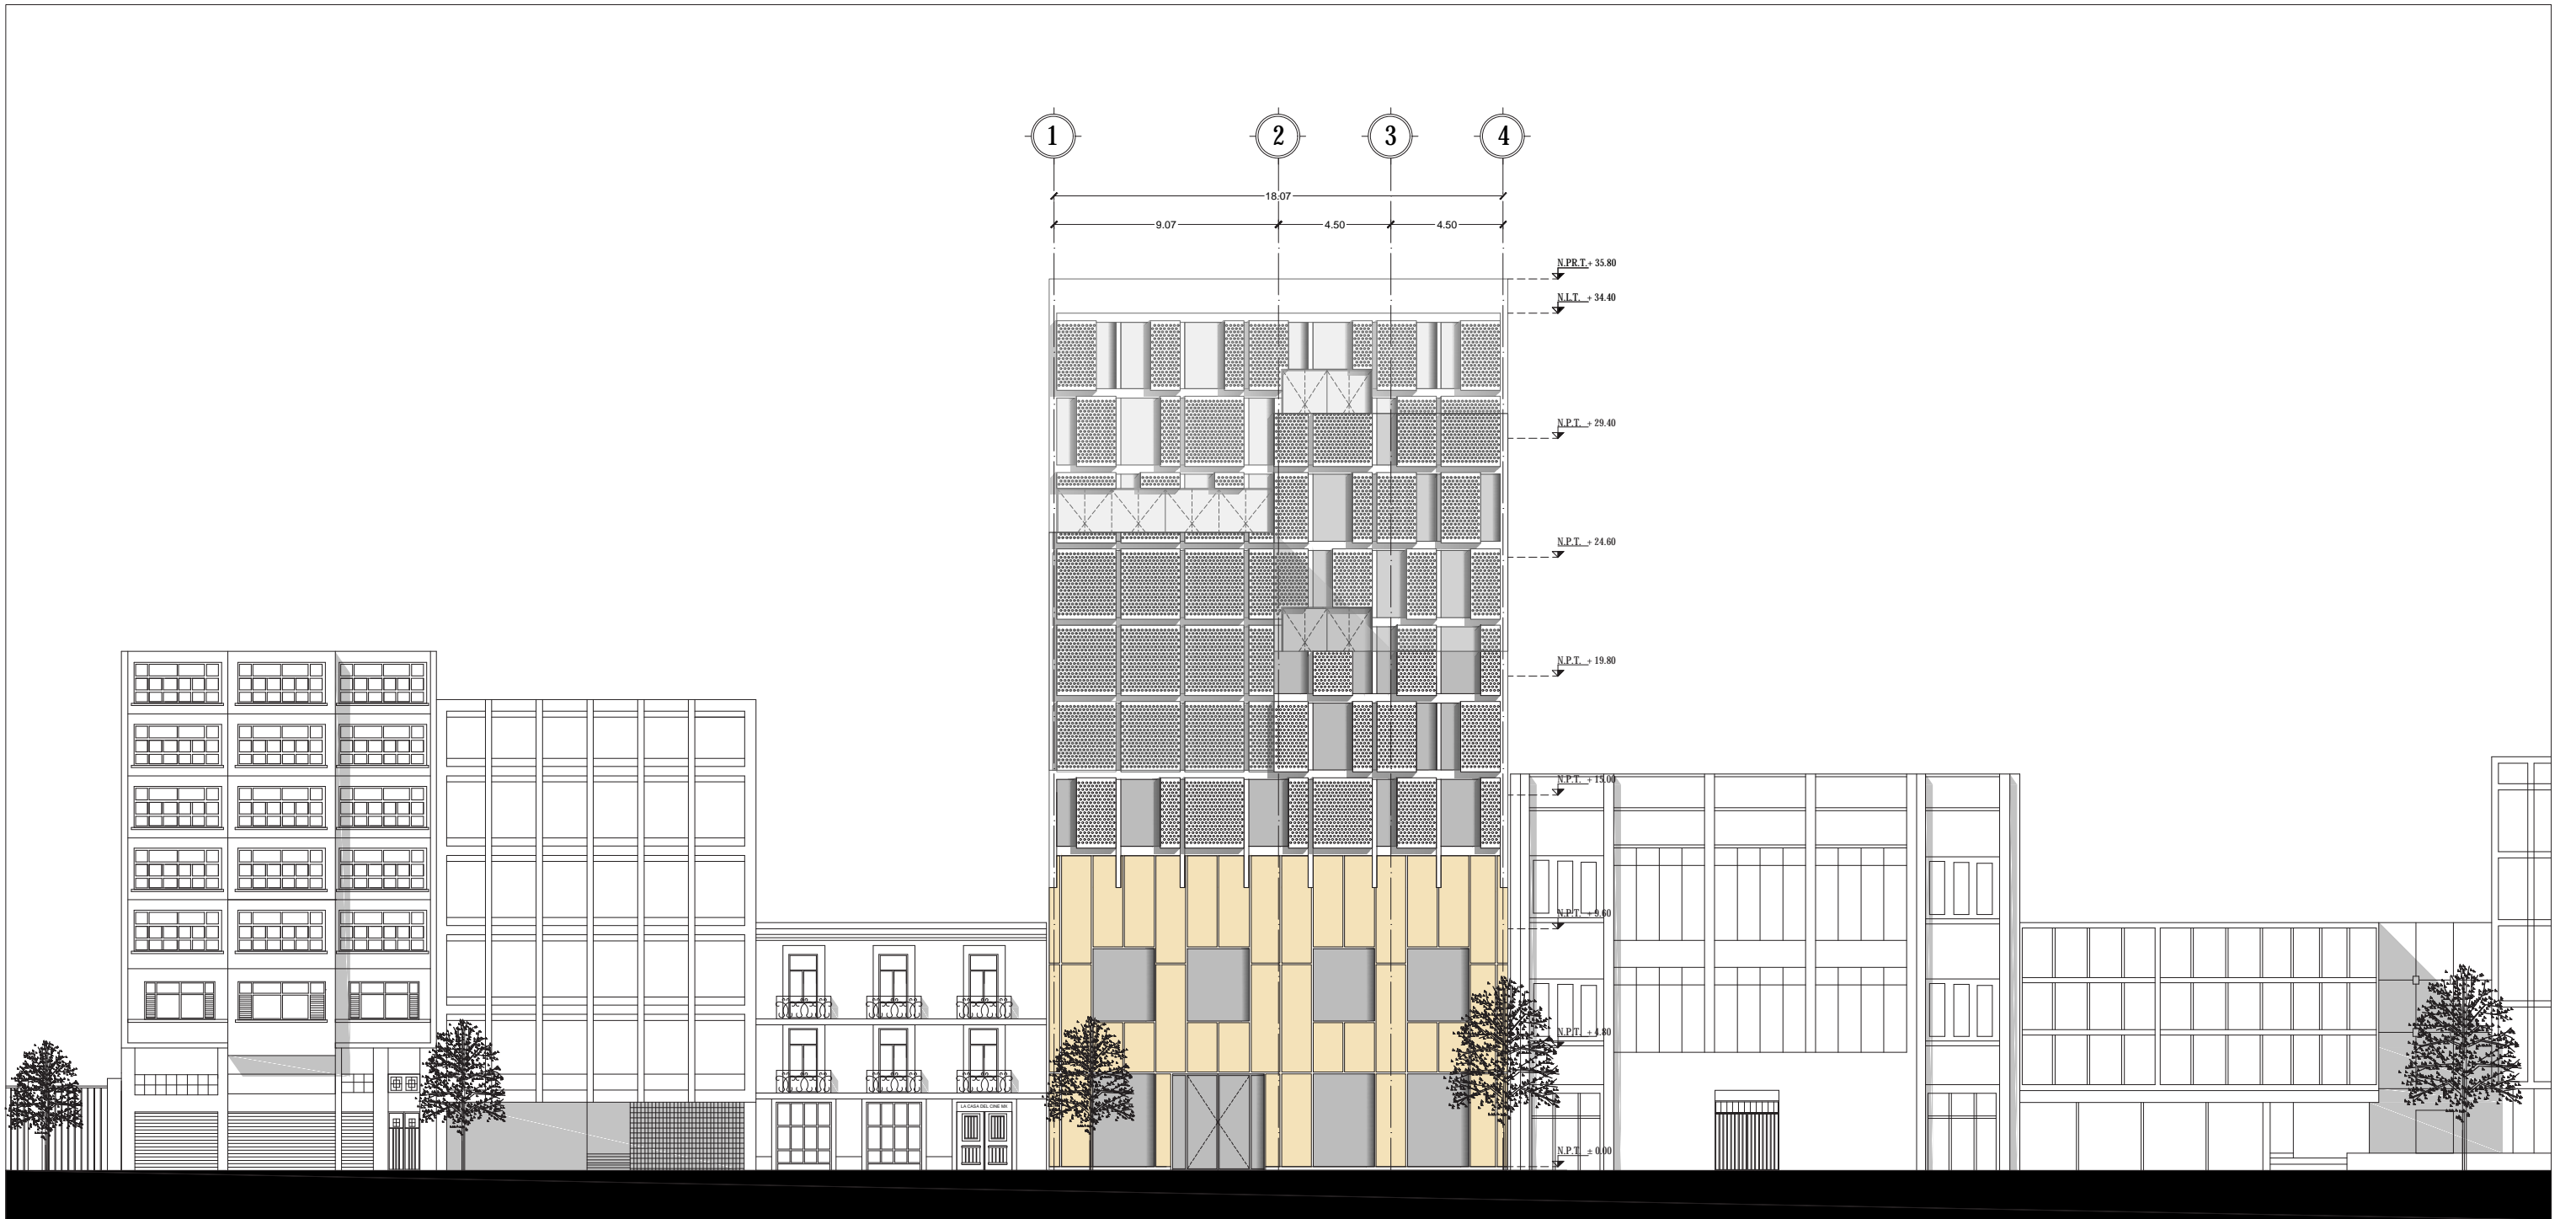 1 2 3 4
18.07
9.07 4.50 4.50
N.PR.T.+ 35.80
N.L.T. + 34.40
N.P.T. + 29.40
N.P.T. + 24.60
N.P.T. + 19.80
N.P.T. + 15.00
N.P.T. + 9.60
N.P.T. + 4.80
LA CASA DEL CINE MX
N.P.T. ± 0.00